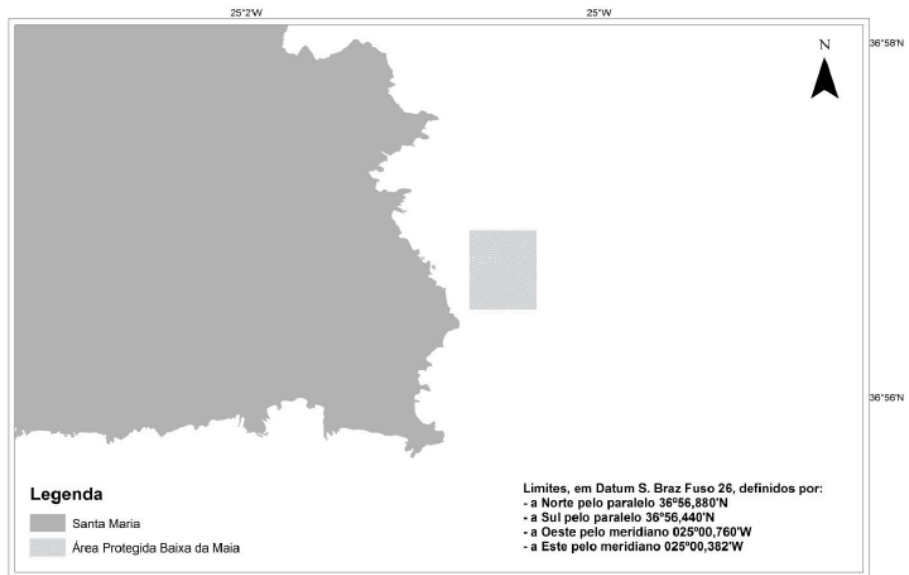 25°2'W
25°W
36°58'N
N
36°56'N
Legenda
Santa Maria
Área Protegida Baixa da Maia
Limites, em Datum S. Braz Fuso 26, definidos por:
- a Norte pelo paralelo 36º56,880'N
- a Sul pelo paralelo 36º56,440'N
- a Oeste pelo meridiano 025º00,760'W
- a Este pelo meridiano 025º00,382'W